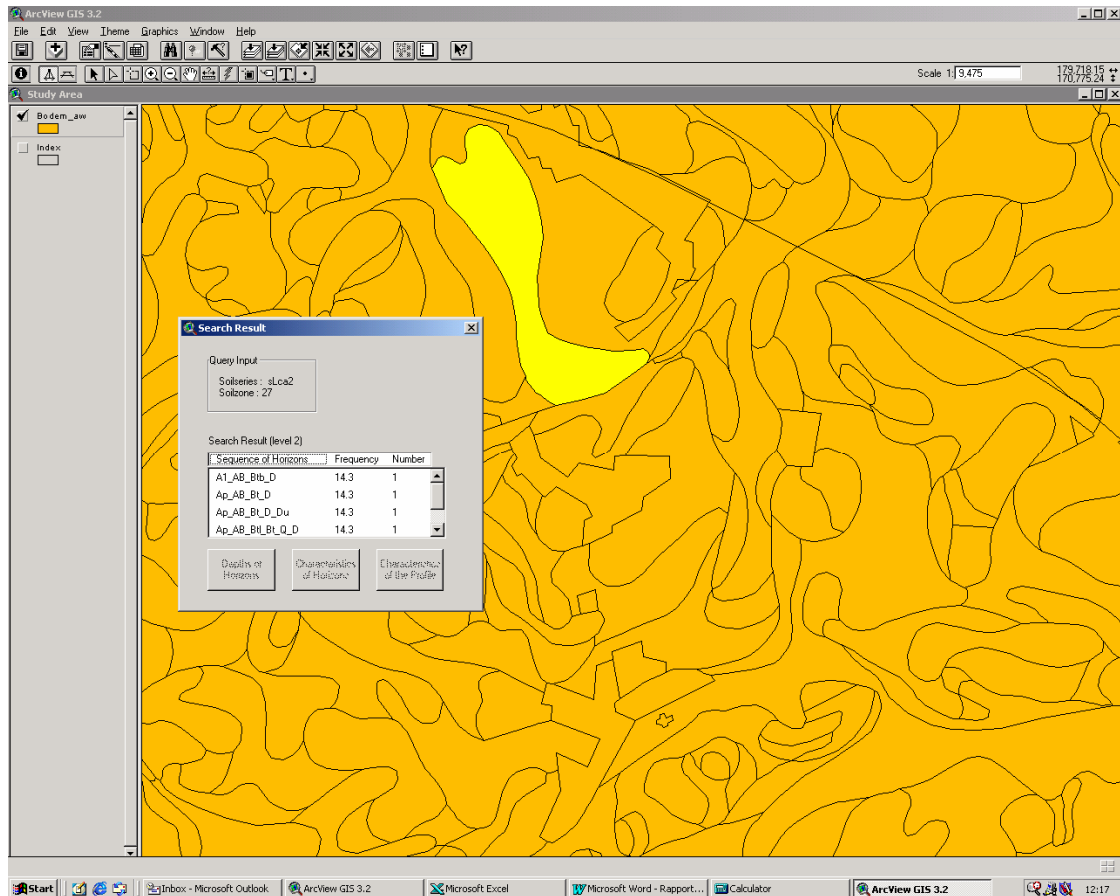 ArcView GIS 3.2
File Edit View Theme Graphics Window Help
Scale 1: 9,475
179,718.15
170,775.24
Study Area
Bodem_aw
Index
Search Result
Query Input
Soilseries : sLca2
Soilzone : 27
Search Result (level 2)
Sequence of Horizons Frequency Number
A1_AB_Btb_D 14.3 1
Ap_AB_Bt_D 14.3 1
Ap_AB_Bt_D_Du 14.3 1
Ap_AB_Btl_Bt_Q_D 14.3 1
Depths of Horizons
Characteristics of Horizons
Characteristics of the Profile
Start Inbox - Microsoft Outlook ArcView GIS 3.2 Microsoft Excel Microsoft Word - Rapport... Calculator ArcView GIS 3.2 12:17